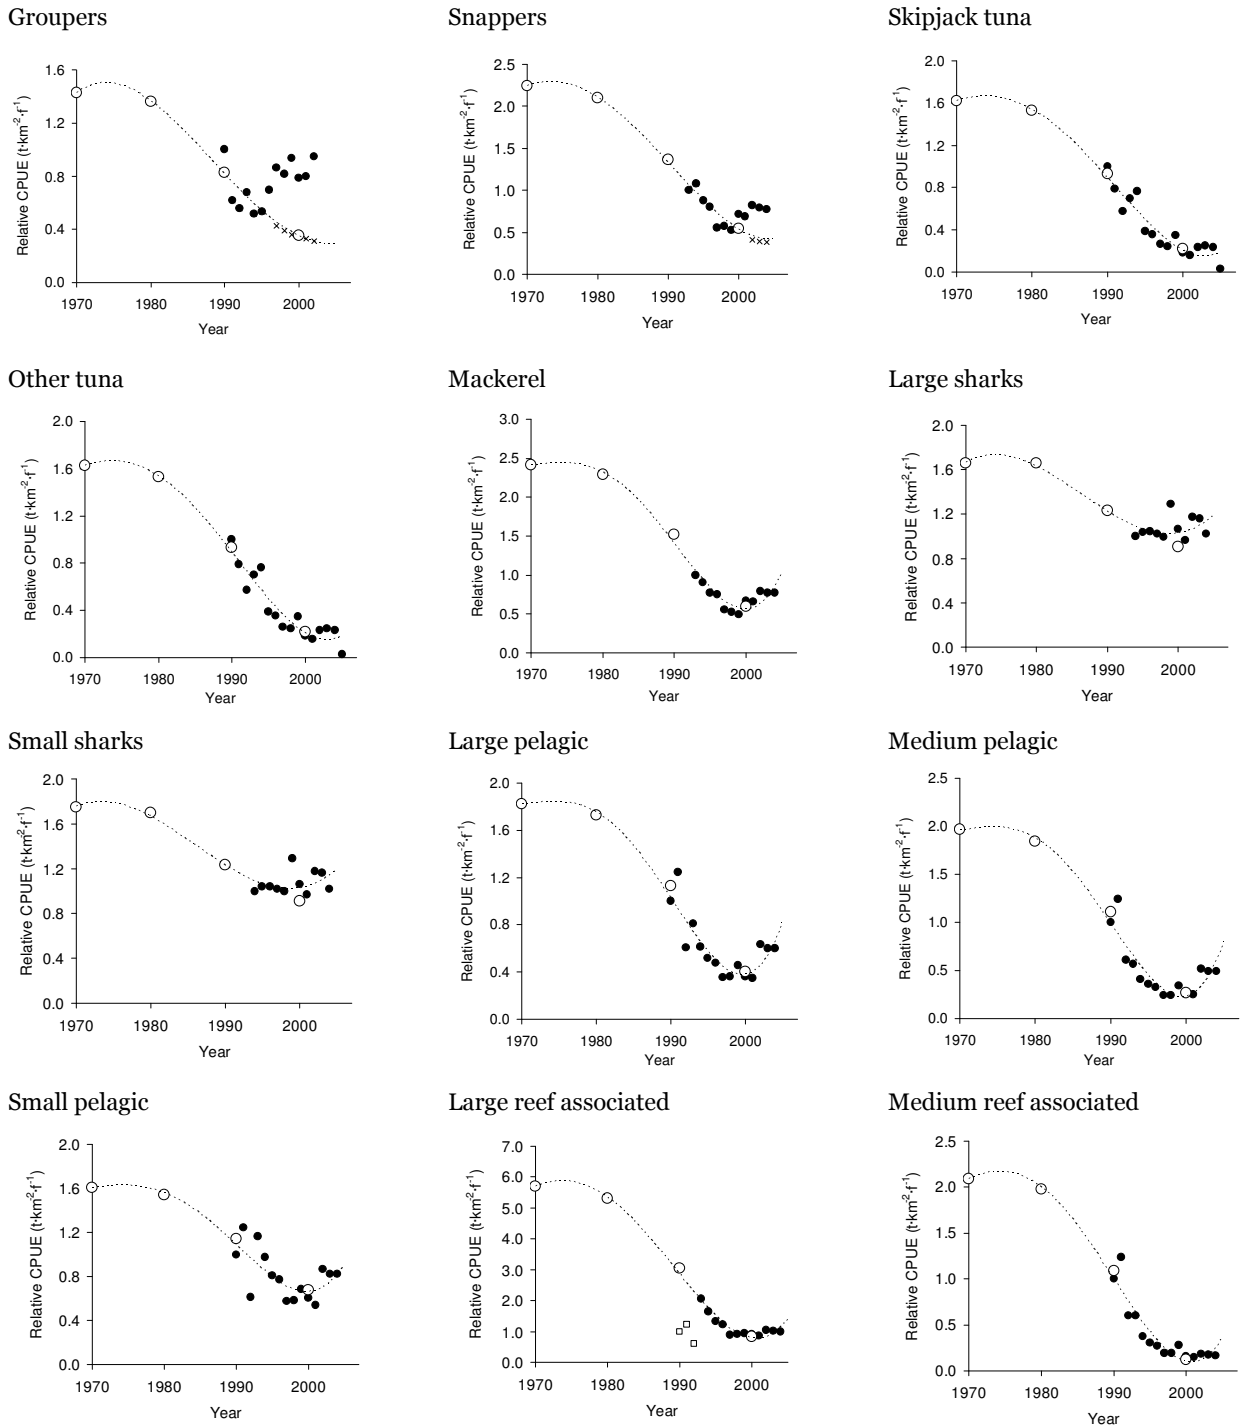 Groupers
Snappers
Skipjack tuna
Relative CPUE (t·km⁻²·f⁻¹)
1.6
1.2
0.8
0.4
0.0
1970 1980 1990 2000
Year
Relative CPUE (t·km⁻²·f⁻¹)
2.5
2.0
1.5
1.0
0.5
0.0
1970 1980 1990 2000
Year
Relative CPUE (t·km⁻²·f⁻¹)
2.0
1.6
1.2
0.8
0.4
0.0
1970 1980 1990 2000
Year
Other tuna
Mackerel
Large sharks
Relative CPUE (t·km⁻²·f⁻¹)
2.0
1.6
1.2
0.8
0.4
0.0
1970 1980 1990 2000
Year
Relative CPUE (t·km⁻²·f⁻¹)
3.0
2.5
2.0
1.5
1.0
0.5
0.0
1970 1980 1990 2000
Year
Relative CPUE (t·km⁻²·f⁻¹)
2.0
1.6
1.2
0.8
0.4
0.0
1970 1980 1990 2000
Year
Small sharks
Large pelagic
Medium pelagic
Relative CPUE (t·km⁻²·f⁻¹)
2.0
1.6
1.2
0.8
0.4
0.0
1970 1980 1990 2000
Year
Relative CPUE (t·km⁻²·f⁻¹)
2.0
1.6
1.2
0.8
0.4
0.0
1970 1980 1990 2000
Year
Relative CPUE (t·km⁻²·f⁻¹)
2.5
2.0
1.5
1.0
0.5
0.0
1970 1980 1990 2000
Year
Small pelagic
Large reef associated
Medium reef associated
Relative CPUE (t·km⁻²·f⁻¹)
2.0
1.6
1.2
0.8
0.4
0.0
1970 1980 1990 2000
Year
Relative CPUE (t·km⁻²·f⁻¹)
7.0
6.0
5.0
4.0
3.0
2.0
1.0
0.0
1970 1980 1990 2000
Year
Relative CPUE (t·km⁻²·f⁻¹)
2.5
2.0
1.5
1.0
0.5
0.0
1970 1980 1990 2000
Year